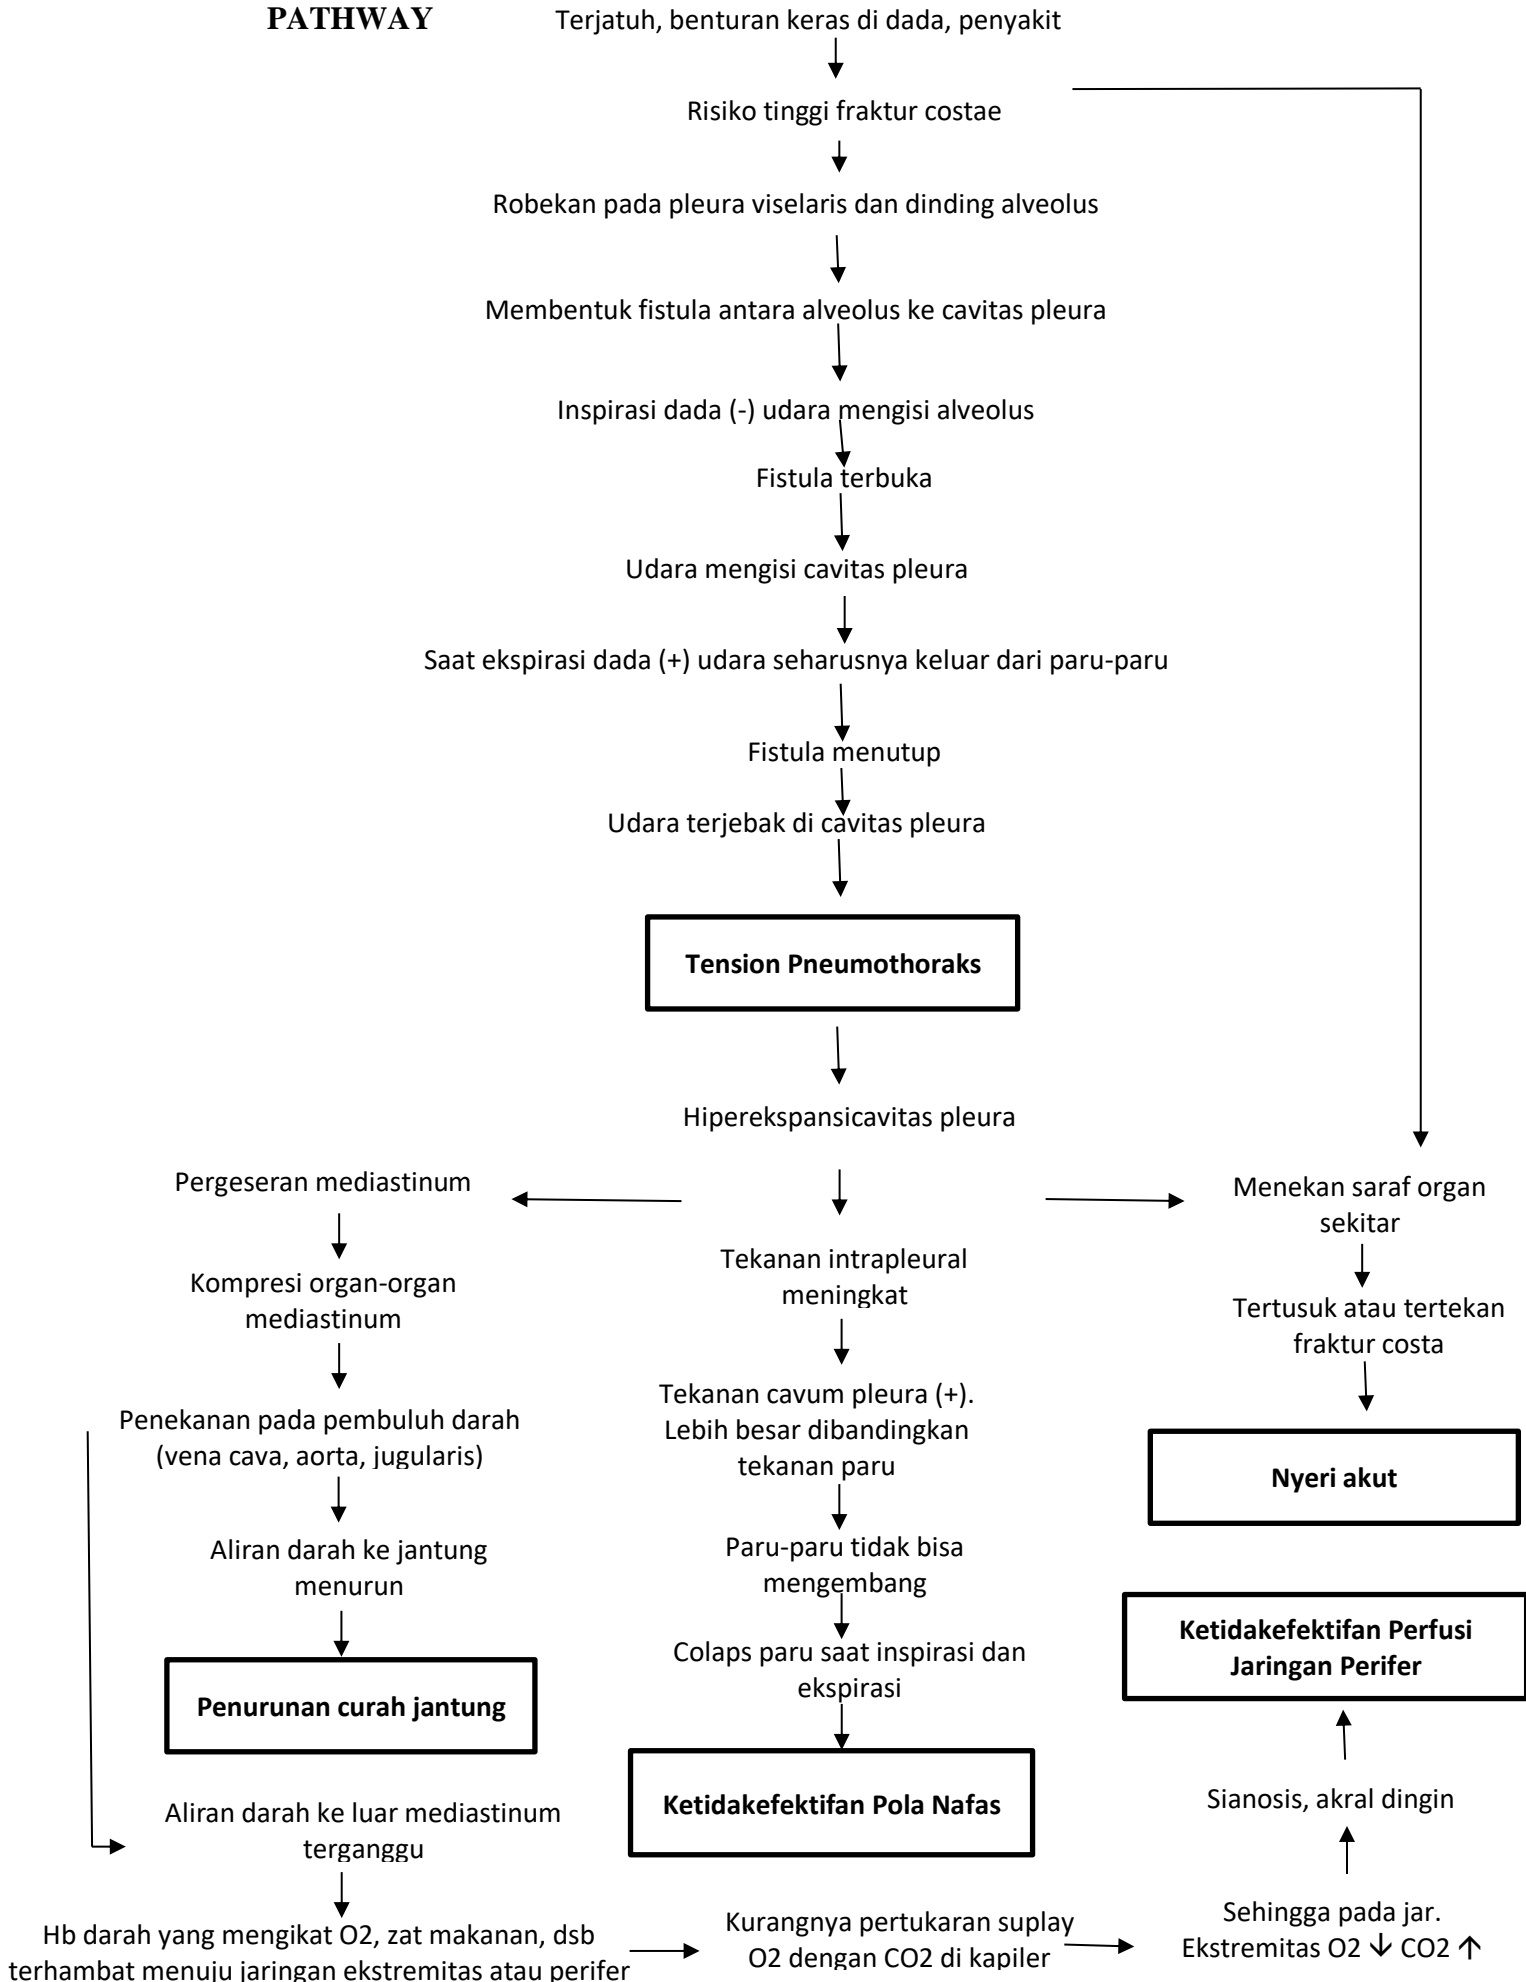 PATHWAY
Terjatuh, benturan keras di dada, penyakit
Risiko tinggi fraktur costae
Robekan pada pleura viselaris dan dinding alveolus
Membentuk fistula antara alveolus ke cavitas pleura
Inspirasi dada (-) udara mengisi alveolus
Fistula terbuka
Udara mengisi cavitas pleura
Saat ekspirasi dada (+) udara seharusnya keluar dari paru-paru
Fistula menutup
Udara terjebak di cavitas pleura
Tension Pneumothoraks
Hiperekspansicavitas pleura
Pergeseran mediastinum
Kompresi organ-organ
mediastinum
Penekanan pada pembuluh darah
(vena cava, aorta, jugularis)
Aliran darah ke jantung
menurun
Penurunan curah jantung
Aliran darah ke luar mediastinum
terganggu
Hb darah yang mengikat O2, zat makanan, dsb
terhambat menuju jaringan ekstremitas atau perifer
Tekanan intrapleural
meningkat
Tekanan cavum pleura (+).
Lebih besar dibandingkan
tekanan paru
Paru-paru tidak bisa
mengembang
Colaps paru saat inspirasi dan
ekspirasi
Ketidakefektifan Pola Nafas
Kurangnya pertukaran suplay
O2 dengan CO2 di kapiler
Menekan saraf organ
sekitar
Tertusuk atau tertekan
fraktur costa
Nyeri akut
Ketidakefektifan Perfusi
Jaringan Perifer
Sianosis, akral dingin
Sehingga pada jar.
Ekstremitas O2 ↓ CO2 ↑